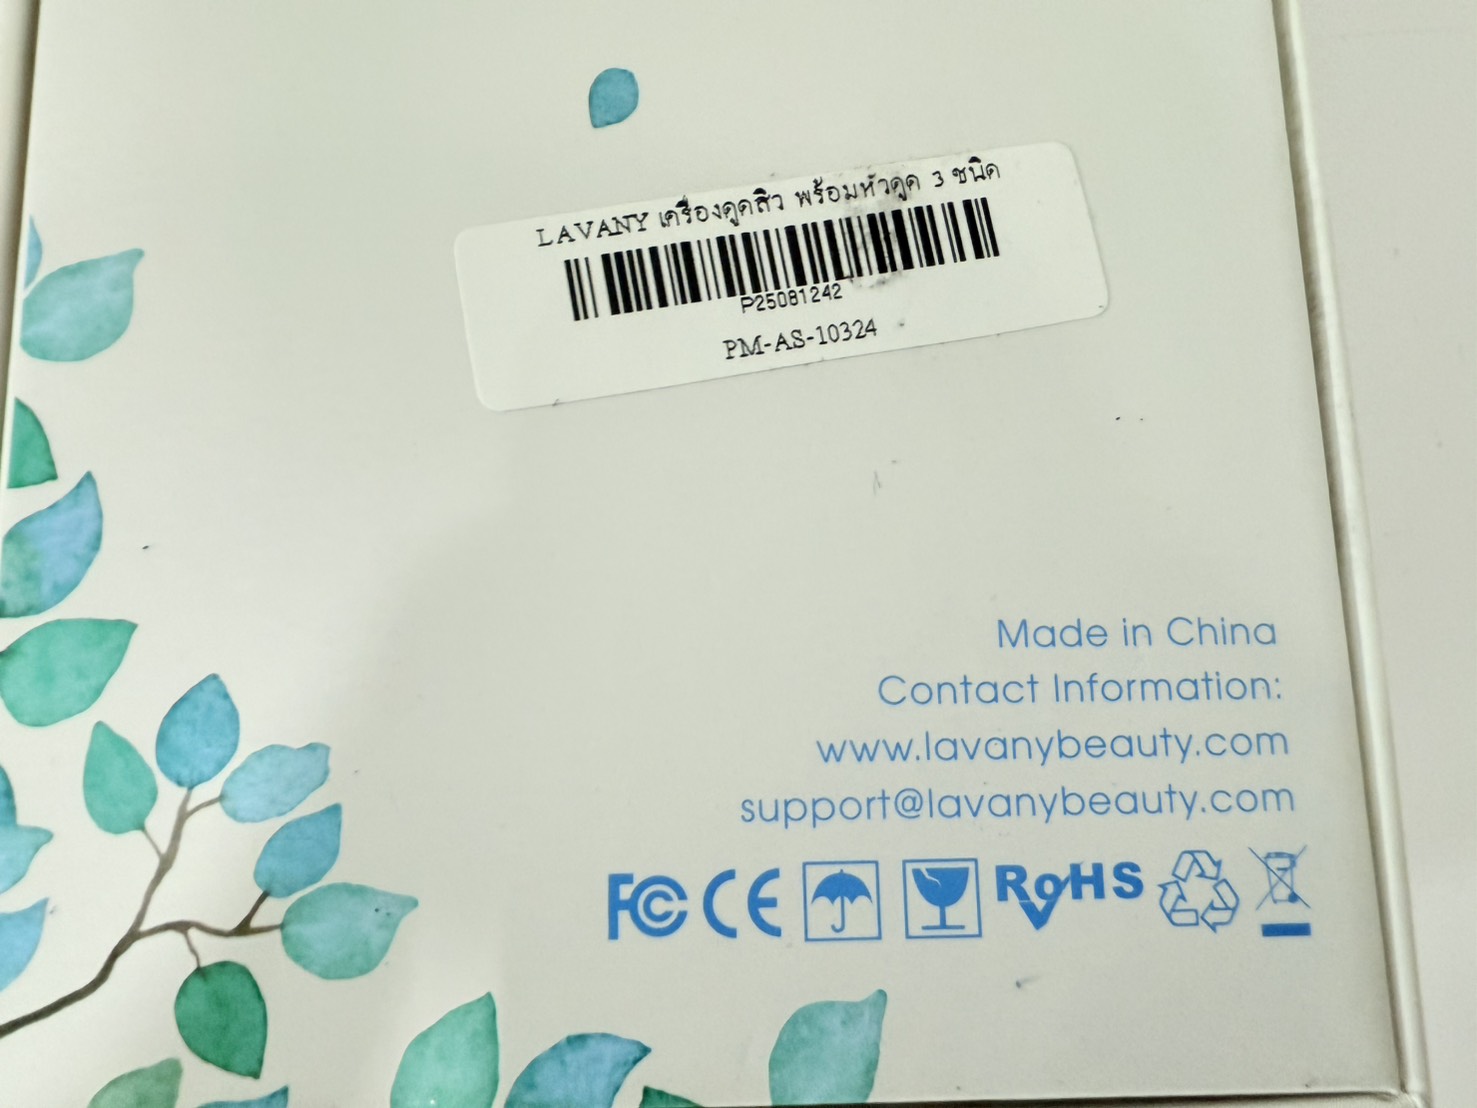 LAVANY เครื่องดูดสิว พร้อมหัวดูด 3 ชนิด
P25081242
PM-AS-10324
Made in China
Contact Information:
www.lavanybeauty.com
support@lavanybeauty.com
FC CE RoHS